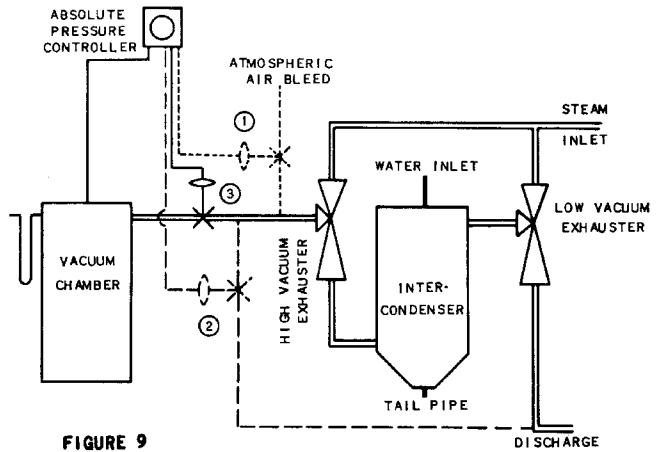 ABSOLUTE
PRESSURE
CONTROLLER
ATMOSPHERIC
AIR BLEED
1
STEAM
INLET
WATER INLET
3
LOW VACUUM
EXHAUSTER
VACUUM
CHAMBER
HIGH VACUUM
EXHAUSTER
INTER-
CONDENSER
2
TAIL PIPE
DISCHARGE
FIGURE 9